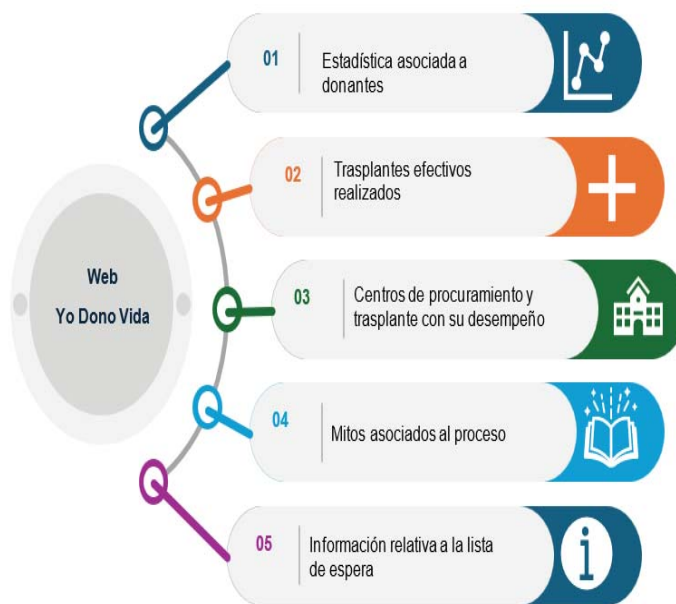 Web
Yo Dono Vida
01
Estadística asociada a
donantes
02
Trasplantes efectivos
realizados
03
Centros de procuramiento y
trasplante con su desempeño
04
Mitos asociados al proceso
05
Información relativa a la lista
de espera